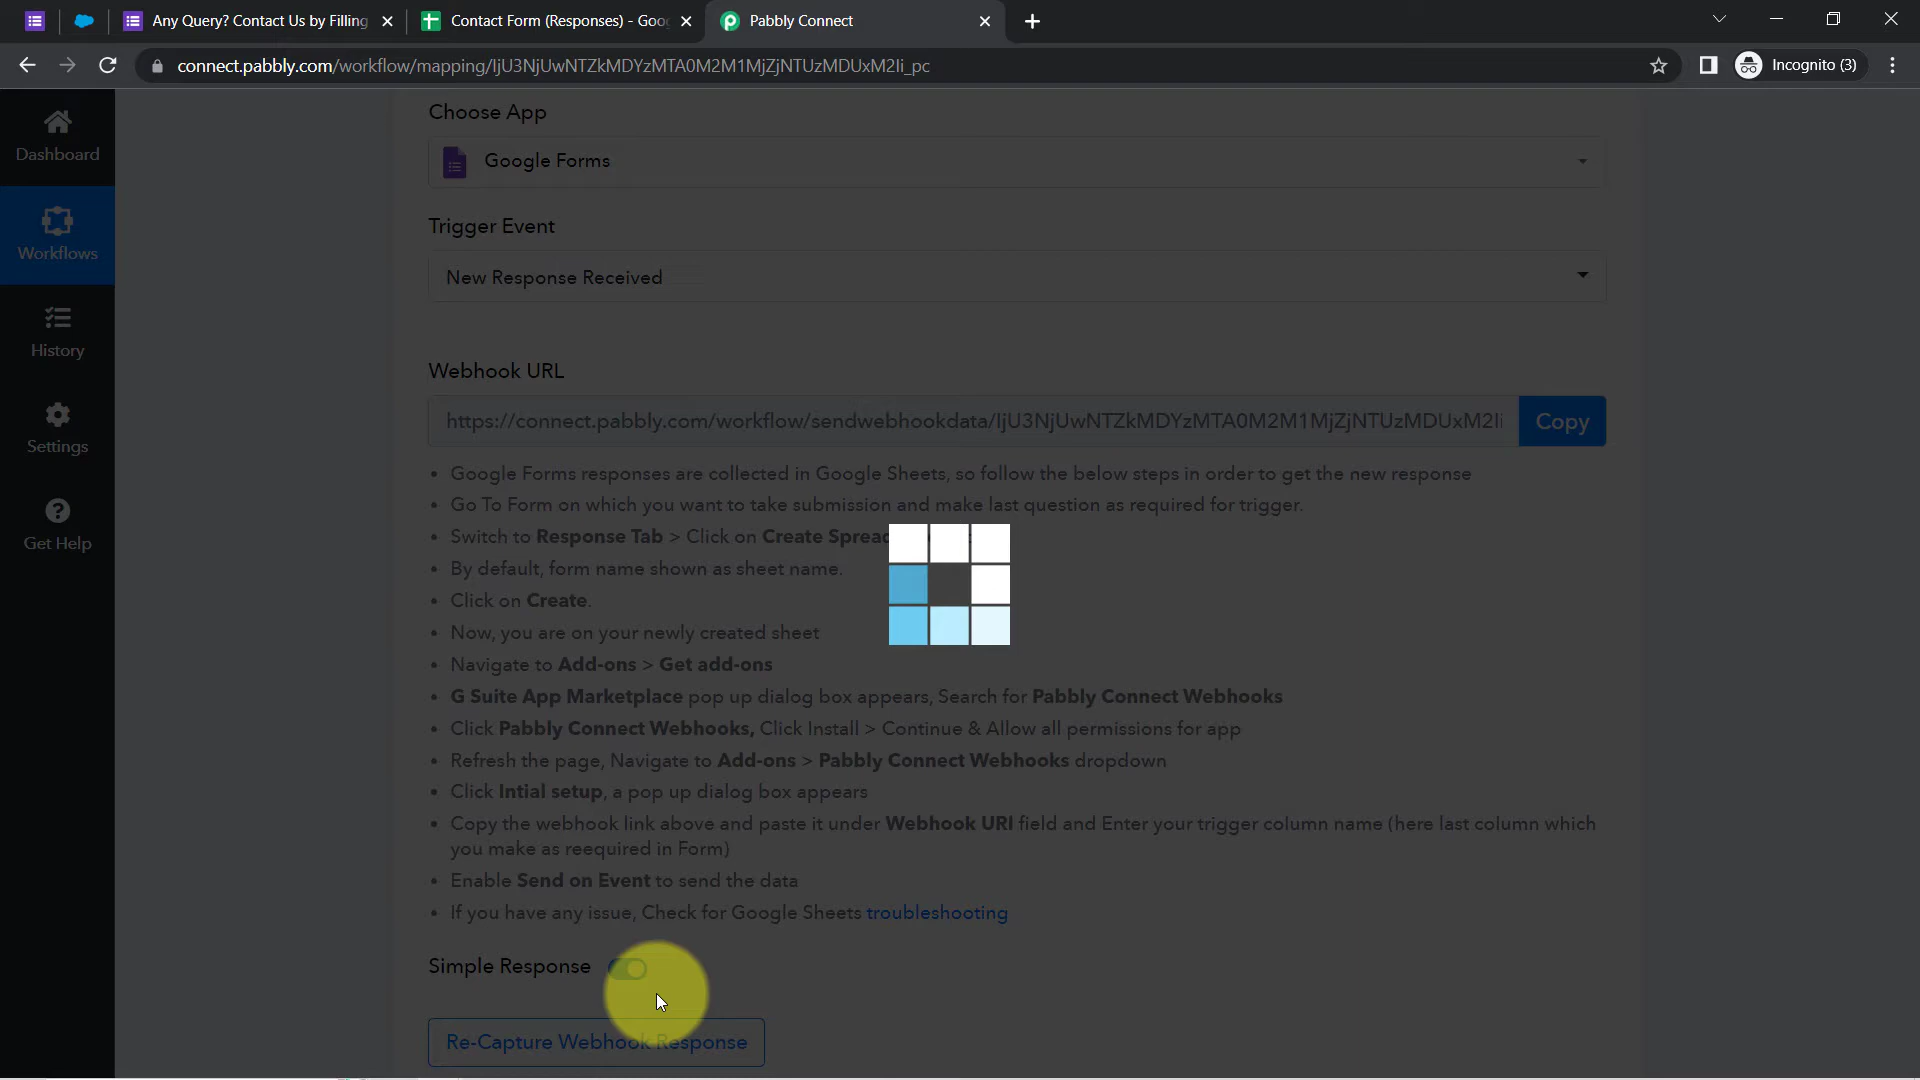 Any Query? Contact Us by Filling
Contact Form (Responses) - Goo
Pabbly Connect
connect.pabbly.com/workflow/mapping/IjU3NjUwNTZkMDYzMTA0M2M1MjZjNTUzMDUxM2Ii_pc
Incognito (3)
Dashboard
Workflows
History
Settings
Get Help
Choose App
Google Forms
Trigger Event
New Response Received
Webhook URL
https://connect.pabbly.com/workflow/sendwebhookdata/IjU3NjUwNTZkMDYzMTA0M2M1MjZjNTUzMDUxM2Ii
Copy
• Google Forms responses are collected in Google Sheets, so follow the below steps in order to get the new response
• Go To Form on which you want to take submission and make last question as required for trigger.
• Switch to Response Tab > Click on Create Sprea
• By default, form name shown as sheet name.
• Click on Create.
• Now, you are on your newly created sheet
• Navigate to Add-ons > Get add-ons
• G Suite App Marketplace pop up dialog box appears, Search for Pabbly Connect Webhooks
• Click Pabbly Connect Webhooks, Click Install > Continue & Allow all permissions for app
• Refresh the page, Navigate to Add-ons > Pabbly Connect Webhooks dropdown
• Click Intial setup, a pop up dialog box appears
• Copy the webhook link above and paste it under Webhook URl field and Enter your trigger column name (here last column which
you make as reequired in Form)
• Enable Send on Event to send the data
• If you have any issue, Check for Google Sheets troubleshooting
Simple Response
Re-Capture Webhook Response